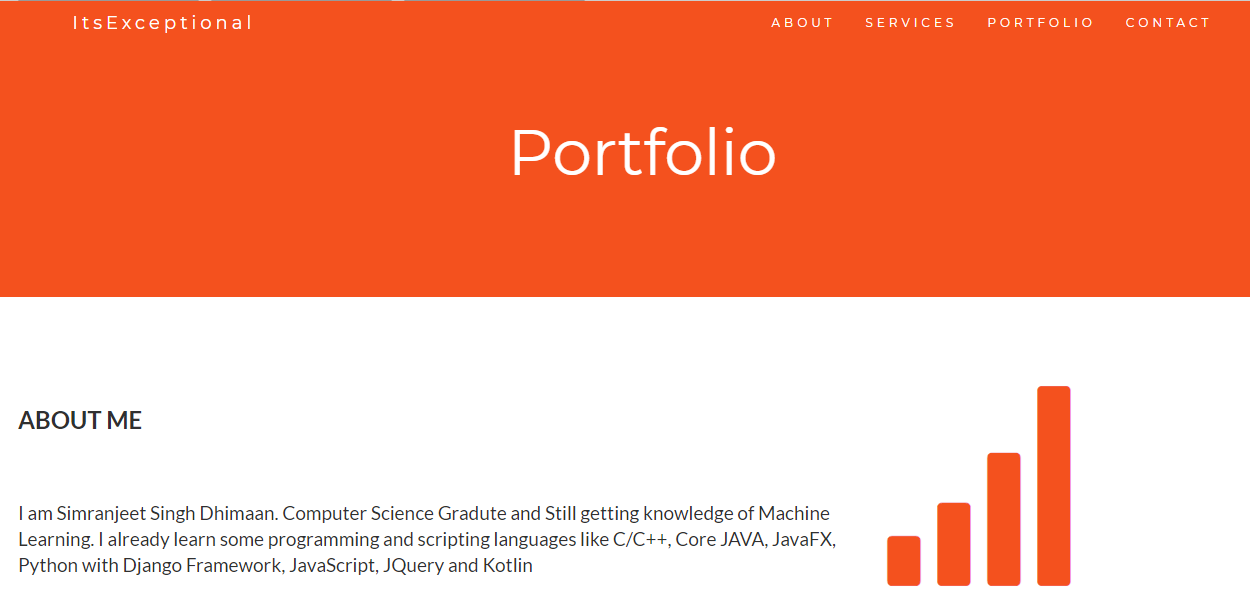 ItsExceptional
ABOUT SERVICES PORTFOLIO CONTACT
Portfolio
ABOUT ME
I am Simranjeet Singh Dhimaan. Computer Science Gradute and Still getting knowledge of Machine
Learning. I already learn some programming and scripting languages like C/C++, Core JAVA, JavaFX,
Python with Django Framework, JavaScript, JQuery and Kotlin